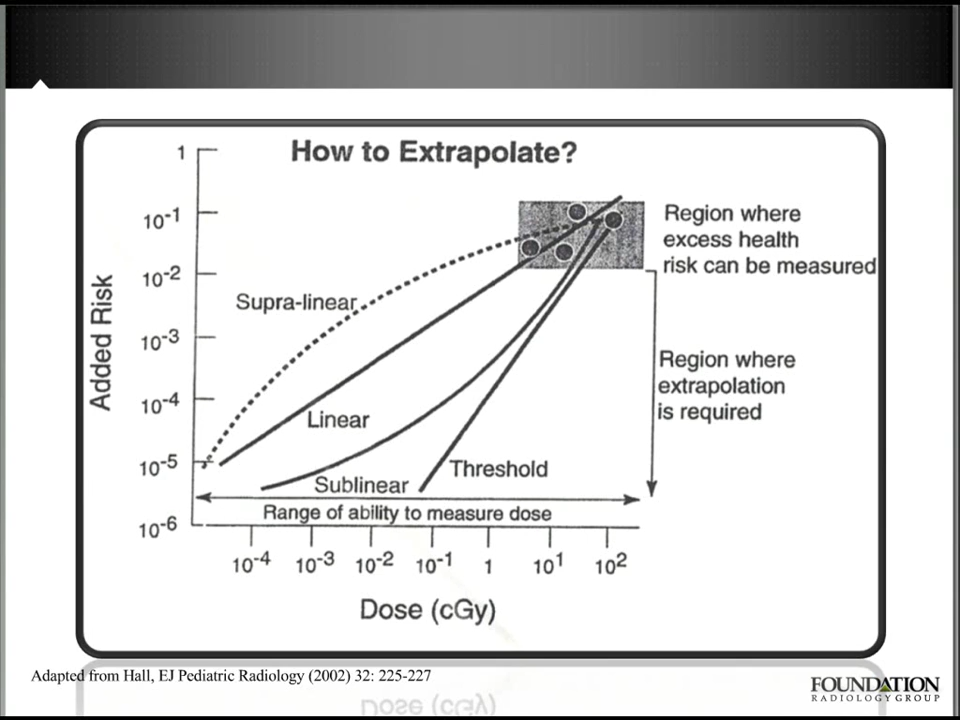 How to Extrapolate?
1
10-1
10-2
10-3
10-4
10-5
10-6
Added Risk
Supra-linear
Linear
Sublinear
Threshold
Range of ability to measure dose
Region where
excess health
risk can be measured
Region where
extrapolation
is required
10-4 10-3 10-2 10-1 1 101 102
Dose (cGy)
Adapted from Hall, EJ Pediatric Radiology (2002) 32: 225-227
FOUNDATION
RADIOLOGY GROUP
Dose (cGy)